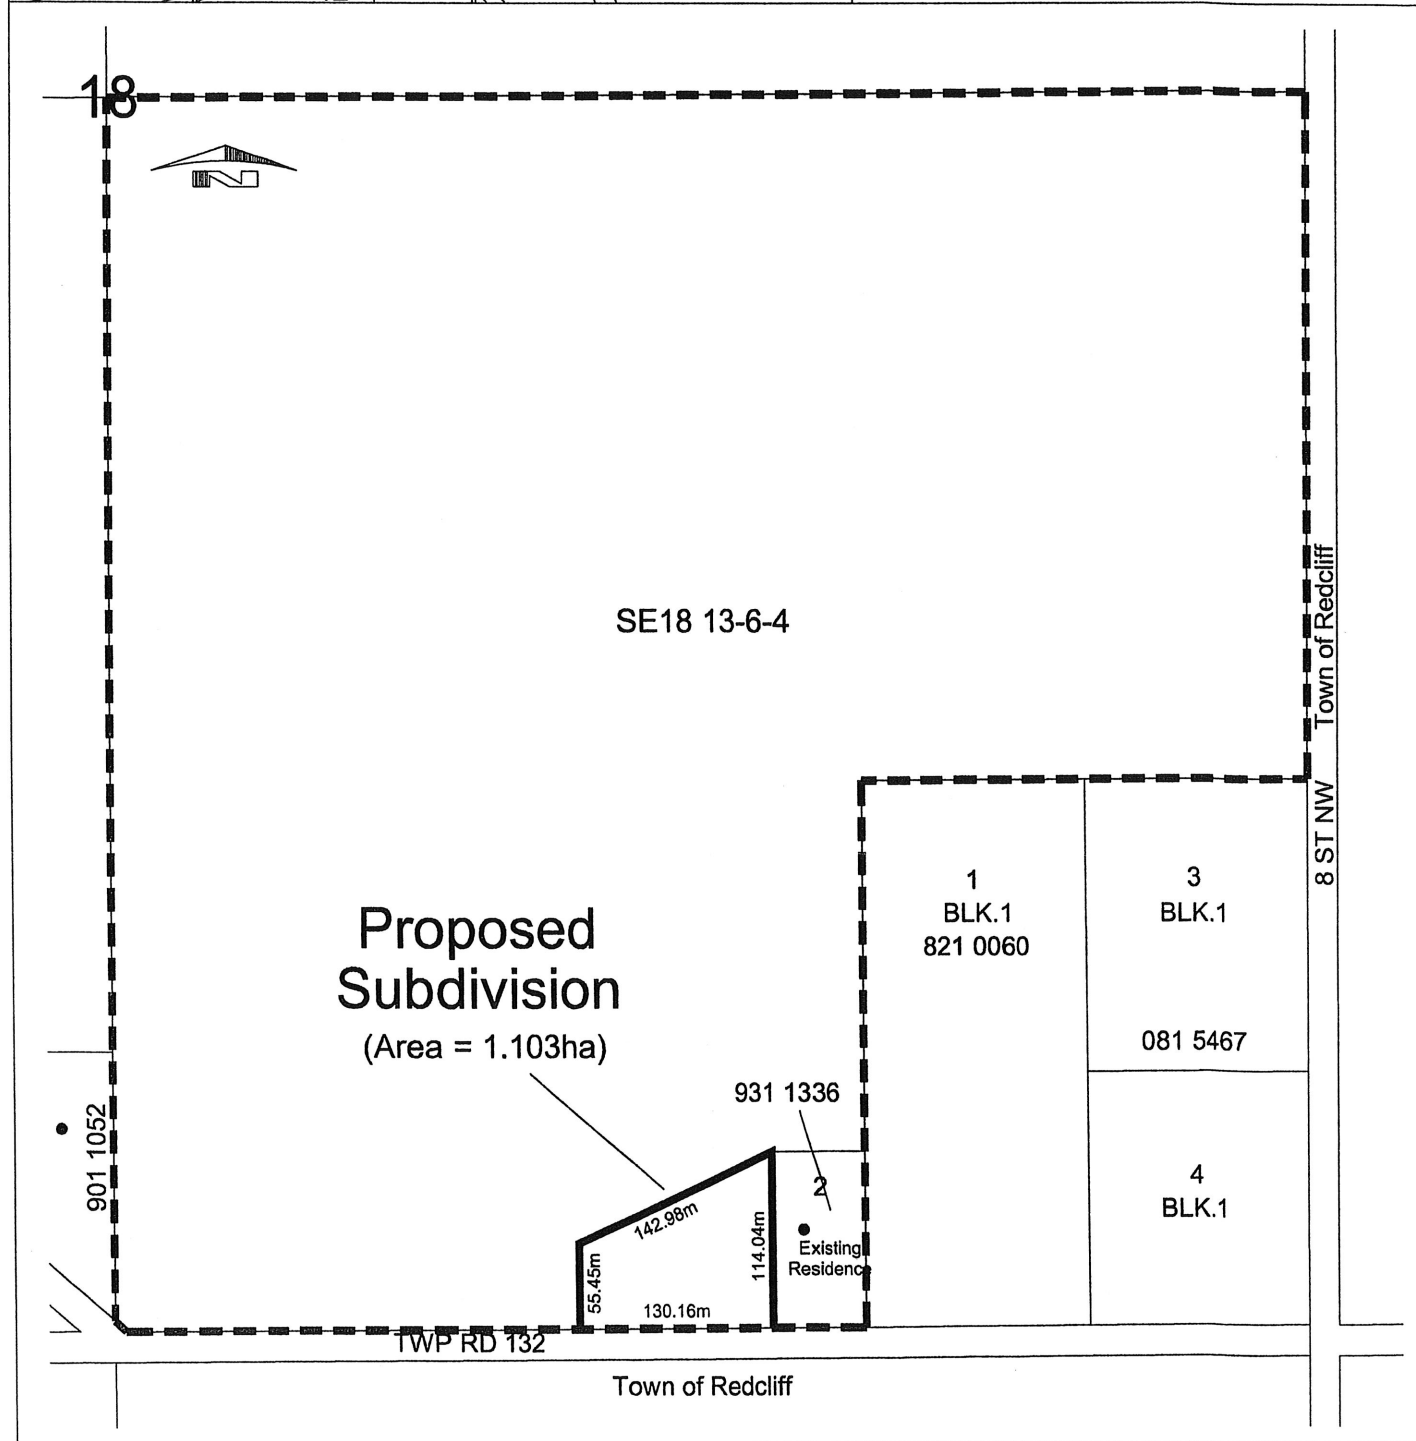 18
N
SE18 13-6-4
Town of Redcliff
8 ST NW
1
BLK.1
821 0060
3
BLK.1
081 5467
Proposed
Subdivision
(Area = 1.103ha)
931 1336
901 1052
2
4
BLK.1
142.98m
114.04m
Existing
Residence
55.45m
130.16m
TWP RD 132
Town of Redcliff